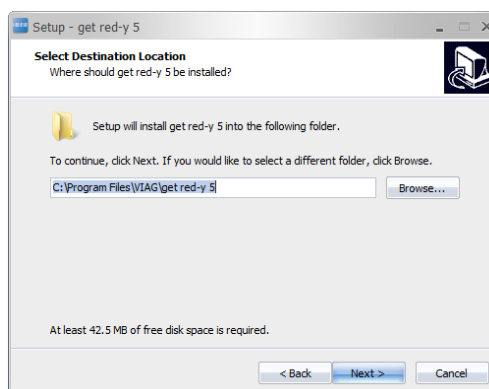 Setup - get red-y 5
Select Destination Location
Where should get red-y 5 be installed?
Setup will install get red-y 5 into the following folder.
To continue, click Next. If you would like to select a different folder, click Browse.
C:\Program Files\VIAG\get red-y 5
Browse...
At least 42.5 MB of free disk space is required.
< Back
Next >
Cancel